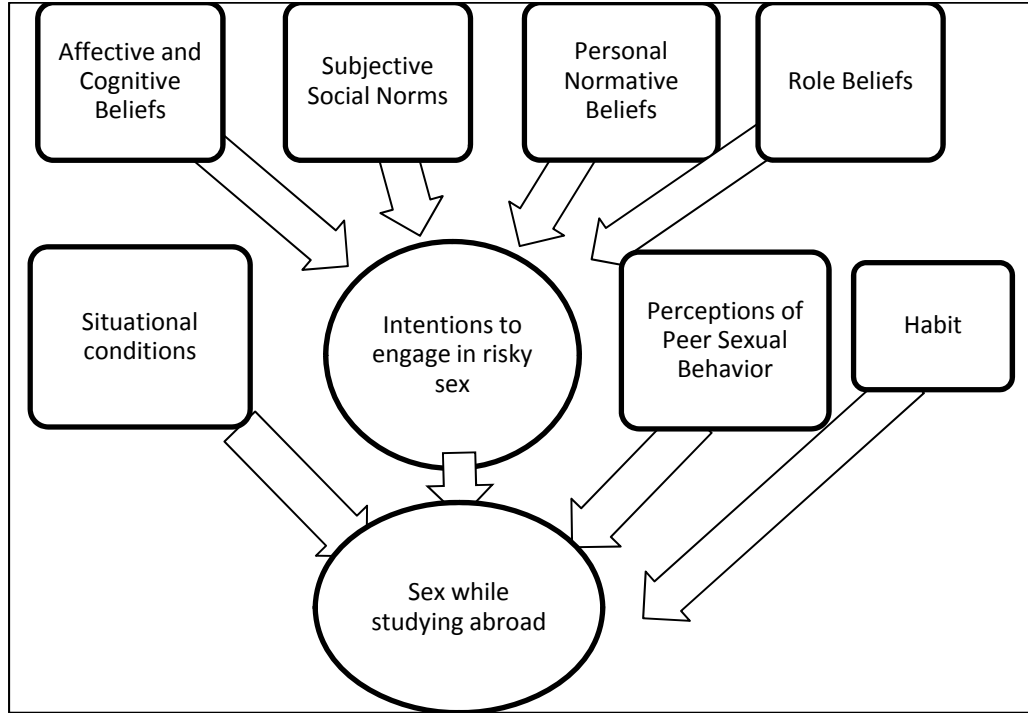 Affective and
Cognitive
Beliefs
Subjective
Social Norms
Personal
Normative
Beliefs
Role Beliefs
Situational
conditions
Intentions to
engage in risky
sex
Perceptions of
Peer Sexual
Behavior
Habit
Sex while
studying abroad